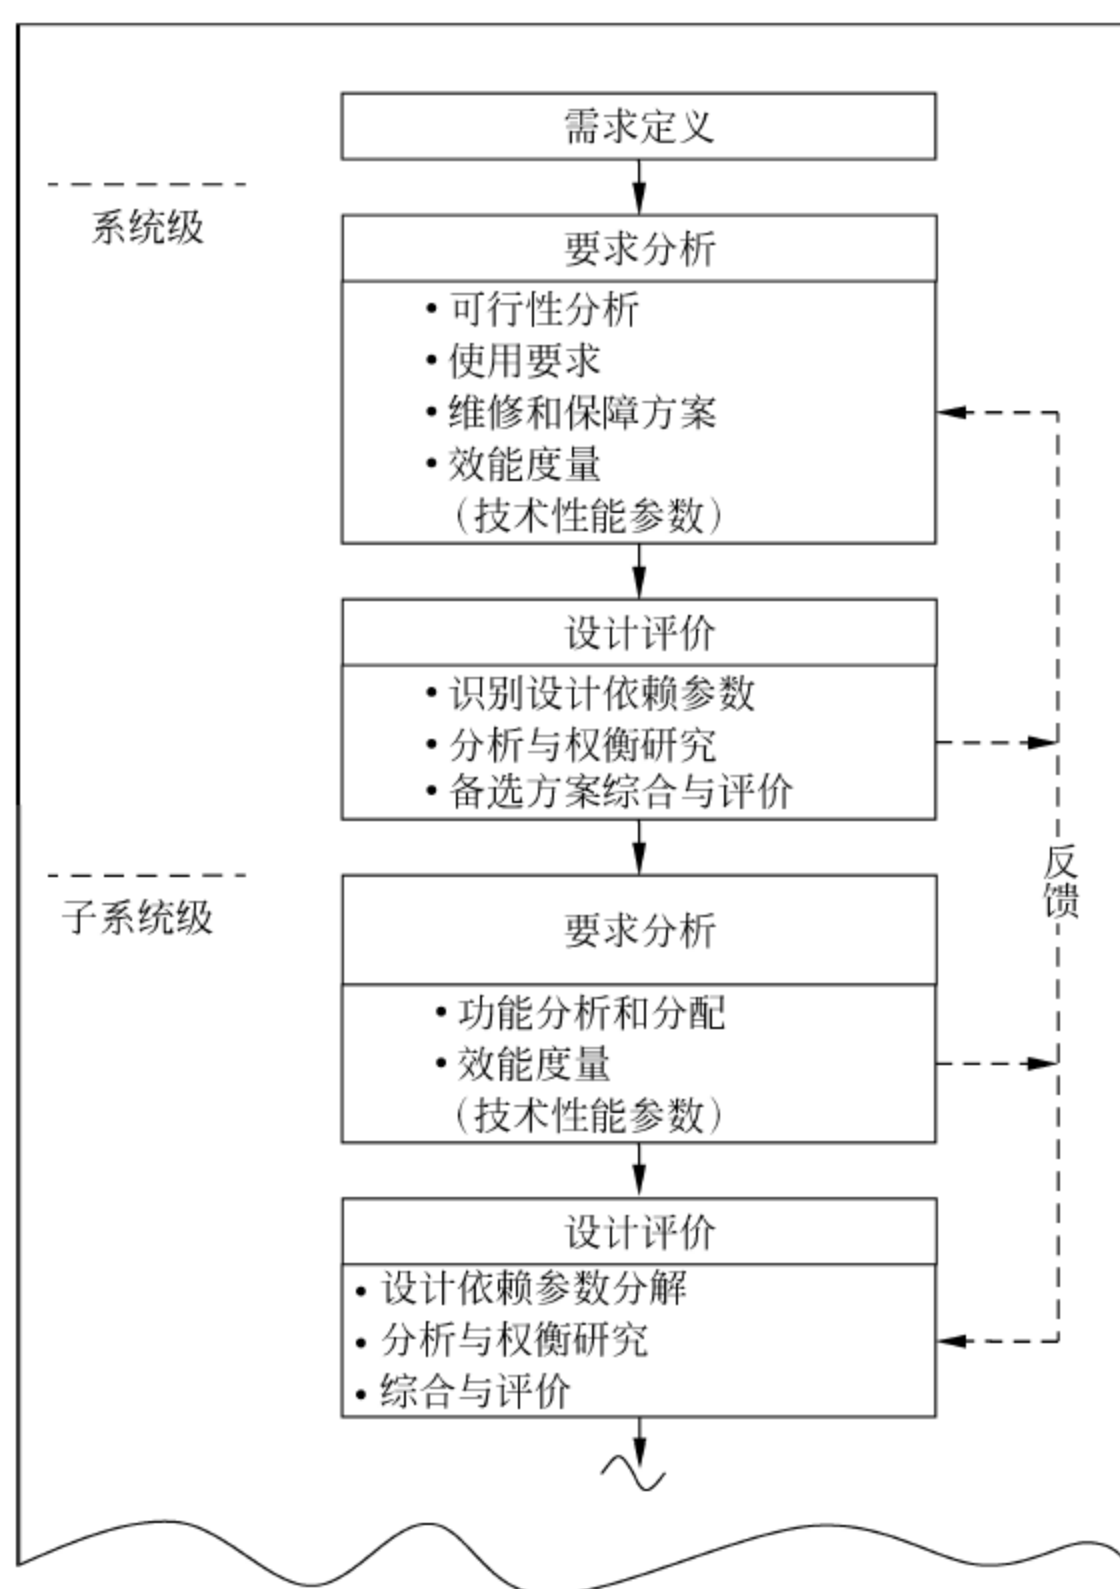 需求定义
系统级
要求分析
•可行性分析
•使用要求
•维修和保障方案
•效能度量
（技术性能参数）
设计评价
•识别设计依赖参数
•分析与权衡研究
•备选方案综合与评价
反馈
子系统级
要求分析
•功能分析和分配
•效能度量
（技术性能参数）
设计评价
•设计依赖参数分解
•分析与权衡研究
•综合与评价